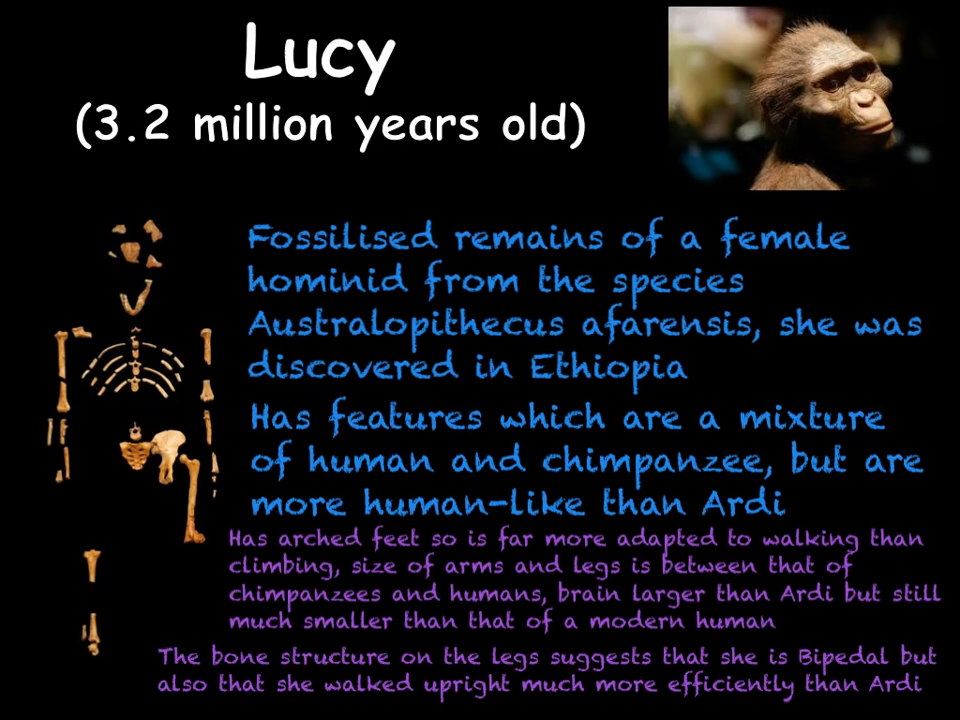 Lucy
(3.2 million years old)
Fossilised remains of a female
hominid from the species
Australopithecus afarensis, she was
discovered in Ethiopia
Has features which are a mixture
of human and chimpanzee, but are
more human-like than Ardi
Has arched feet so is far more adapted to walking than
climbing, size of arms and legs is between that of
chimpanzees and humans, brain larger than Ardi but still
much smaller than that of a modern human
The bone structure on the legs suggests that she is Bipedal but
also that she walked upright much more efficiently than Ardi